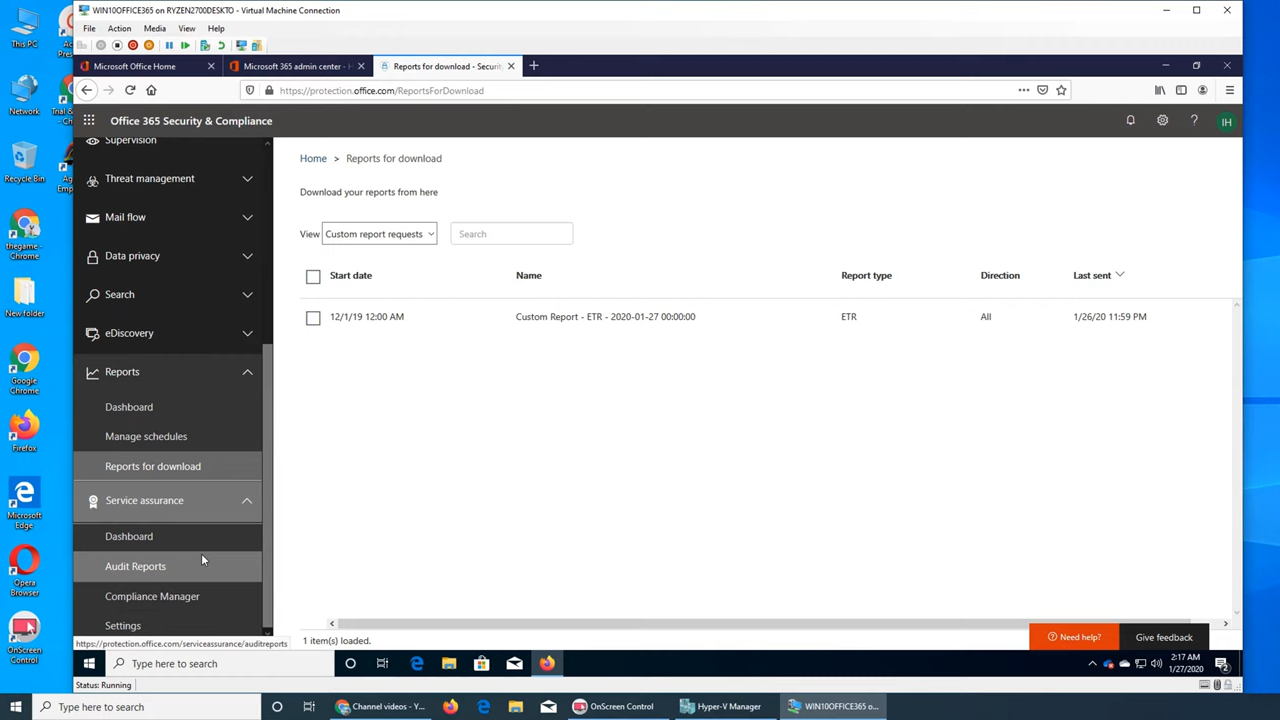 This PC
Network
Recycle Bin
thegame -
Chrome
New folder
Google
Chrome
Firefox
Microsoft
Edge
Opera
Browser
OnScreen
Control
WIN10OFFICE365 on RYZEN2700DESKTO - Virtual Machine Connection
File Action Media View Help
Microsoft Office Home
Microsoft 365 admin center - H
Reports for download - Securit
https://protection.office.com/ReportsForDownload
Office 365 Security & Compliance
IH
Supervision
Threat management
Mail flow
Data privacy
Search
eDiscovery
Reports
Dashboard
Manage schedules
Reports for download
Service assurance
Dashboard
Audit Reports
Compliance Manager
Settings
https://protection.office.com/serviceassurance/auditreports
Home > Reports for download
Download your reports from here
View Custom report requests Search
Start date Name Report type Direction Last sent
12/1/19 12:00 AM Custom Report - ETR - 2020-01-27 00:00:00 ETR All 1/26/20 11:59 PM
1 item(s) loaded.
Need help?
Give feedback
Type here to search
2:17 AM
1/27/2020
2
Status: Running
Type here to search
Channel videos - Y...
OnScreen Control
Hyper-V Manager
WIN10OFFICE365 o...